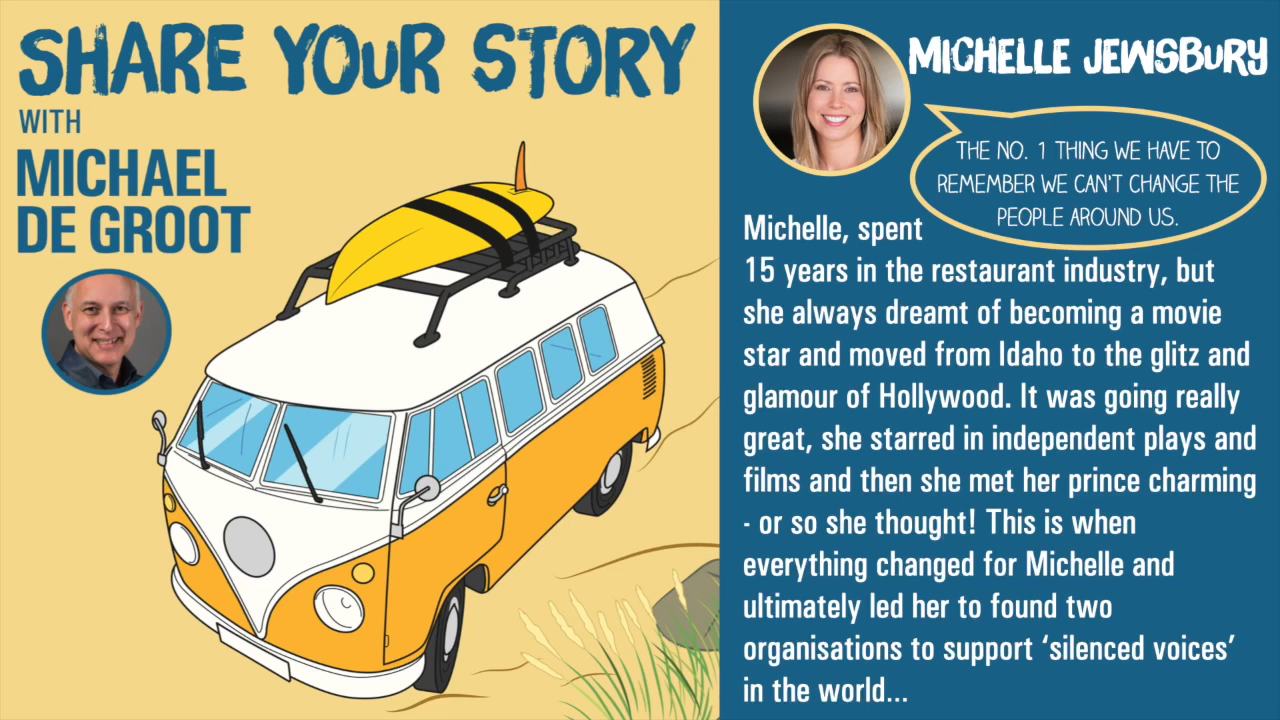 SHARE YOUR STORY
WITH
MICHAEL
DE GROOT
MICHELLE JEWSBURY
THE NO. 1 THING WE HAVE TO
REMEMBER WE CAN'T CHANGE THE
PEOPLE AROUND US.
Michelle, spent
15 years in the restaurant industry, but
she always dreamt of becoming a movie
star and moved from Idaho to the glitz and
glamour of Hollywood. It was going really
great, she starred in independent plays and
films and then she met her prince charming
- or so she thought! This is when
everything changed for Michelle and
ultimately led her to found two
organisations to support ‘silenced voices’
in the world...